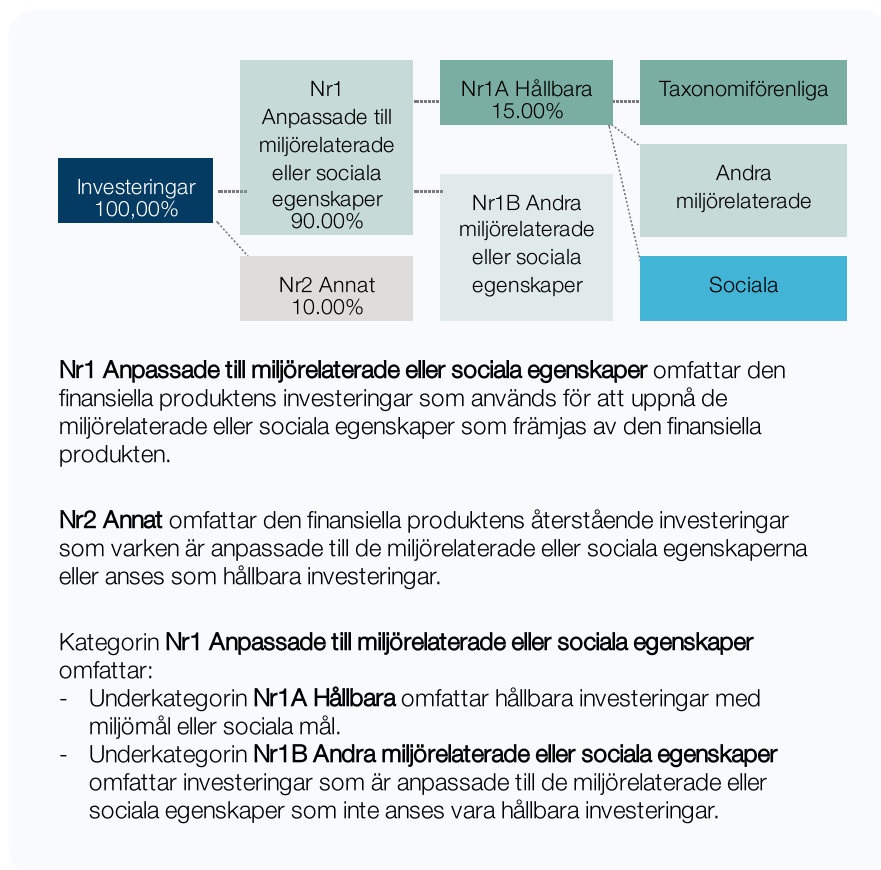 Investeringar
100,00%
Nr1
Anpassade till
miljörelaterade
eller sociala
egenskaper
90.00%
Nr2 Annat
10.00%
Nr1A Hållbara
15.00%
Nr1B Andra
miljörelaterade
eller sociala
egenskaper
Taxonomiförenliga
Andra
miljörelaterade
Sociala
Nr1 Anpassade till miljörelaterade eller sociala egenskaper omfattar den
finansiella produktens investeringar som används för att uppnå de
miljörelaterade eller sociala egenskaper som främjas av den finansiella
produkten.
Nr2 Annat omfattar den finansiella produktens återstående investeringar
som varken är anpassade till de miljörelaterade eller sociala egenskaperna
eller anses som hållbara investeringar.
Kategorin Nr1 Anpassade till miljörelaterade eller sociala egenskaper
omfattar:
- Underkategorin Nr1A Hållbara omfattar hållbara investeringar med
miljömål eller sociala mål.
- Underkategorin Nr1B Andra miljörelaterade eller sociala egenskaper
omfattar investeringar som är anpassade till de miljörelaterade eller
sociala egenskaper som inte anses vara hållbara investeringar.